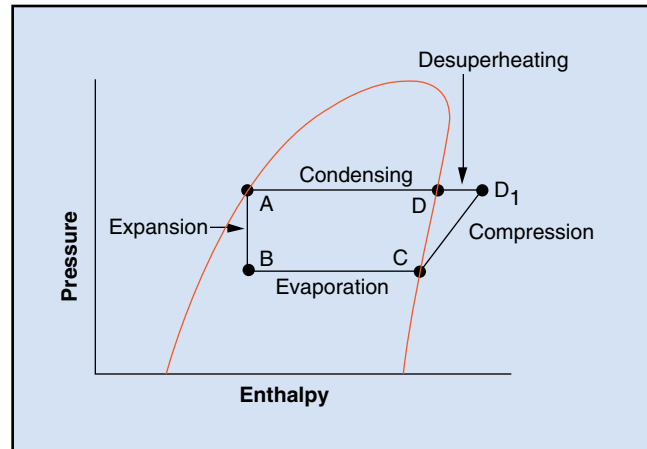 Desuperheating
Condensing
A
D
D1
Expansion
Compression
B
C
Evaporation
Pressure
Enthalpy